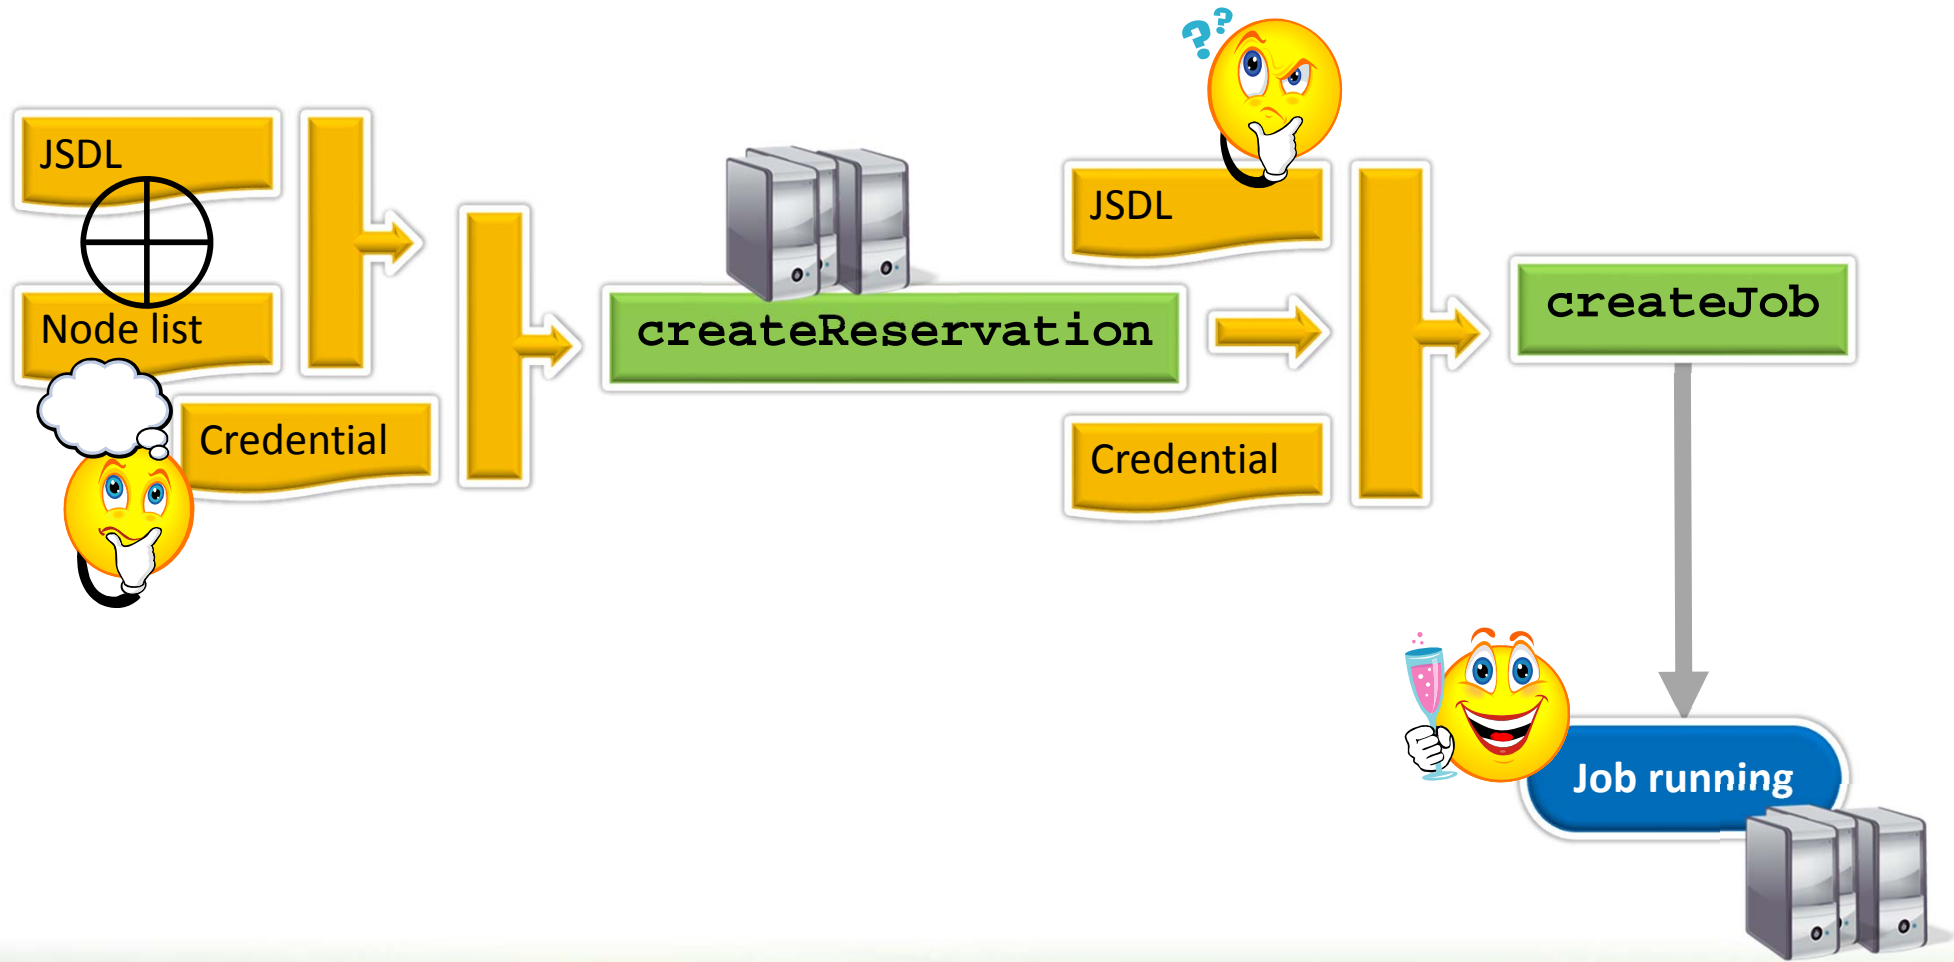 JSDL
Node list
Credential
createReservation
??
JSDL
Credential
createJob
Job running